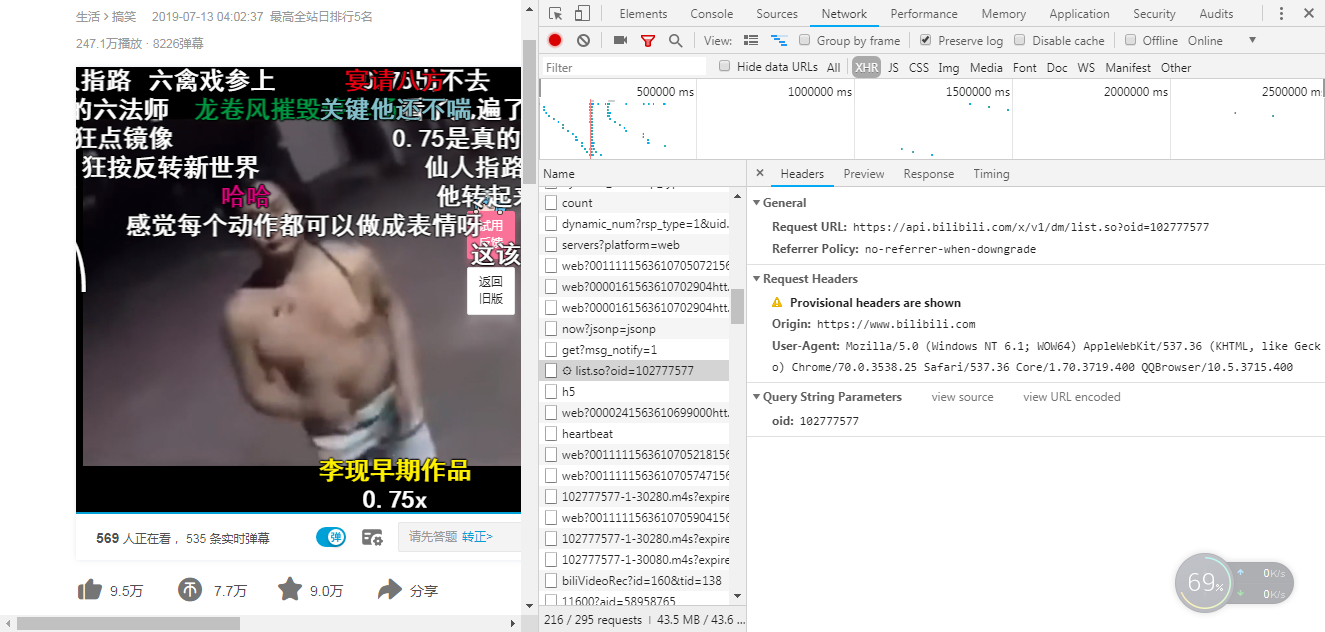 生活 > 搞笑 2019-07-13 04:02:37 最高全站日排行5名
247.1万播放 · 8226弹幕
人指路 六禽戏参上 宴请八方 0.75功不去
的六法师 龙卷风摧毁 关键他还不喘 遍了
狂点镜像 0.75是真的
狂按反转新世界 仙人指路
哈哈 他转起来
感觉每个动作都可以做成表情呀
试用
反馈
这该
返回
旧版
李现早期作品
0.75x
569 人正在看， 535 条实时弹幕
弹
请先答题 转正>
9.5万 7.7万 9.0万 分享
Elements Console Sources Network Performance Memory Application Security Audits
View: Group by frame Preserve log Disable cache Offline Online
Filter Hide data URLs All XHR JS CSS Img Media Font Doc WS Manifest Other
500000 ms 1000000 ms 1500000 ms 2000000 ms 2500000 m
Name
count
dynamic_num?rsp_type=1&uid.
servers?platform=web
web?0011111563610705072156
web?0000161563610702904htt.
web?0000161563610702904htt.
now?jsonp=jsonp
get?msg_notify=1
list.so?oid=102777577
h5
web?0000241563610699000htt.
heartbeat
web?0011111563610705218156
web?0011111563610705747156
102777577-1-30280.m4s?expire
web?0011111563610705904156
102777577-1-30280.m4s?expire
102777577-1-30080.m4s?expire
biliVideoRec?id=160&tid=138
11600?aid=58958765
216 / 295 requests | 43.5 MB / 43.6 ...
× Headers Preview Response Timing
General
Request URL: https://api.bilibili.com/x/v1/dm/list.so?oid=102777577
Referrer Policy: no-referrer-when-downgrade
Request Headers
Provisional headers are shown
Origin: https://www.bilibili.com
User-Agent: Mozilla/5.0 (Windows NT 6.1; WOW64) AppleWebKit/537.36 (KHTML, like Geck
o) Chrome/70.0.3538.25 Safari/537.36 Core/1.70.3719.400 QQBrowser/10.5.3715.400
Query String Parameters view source view URL encoded
oid: 102777577
69%
0K/s
0K/s